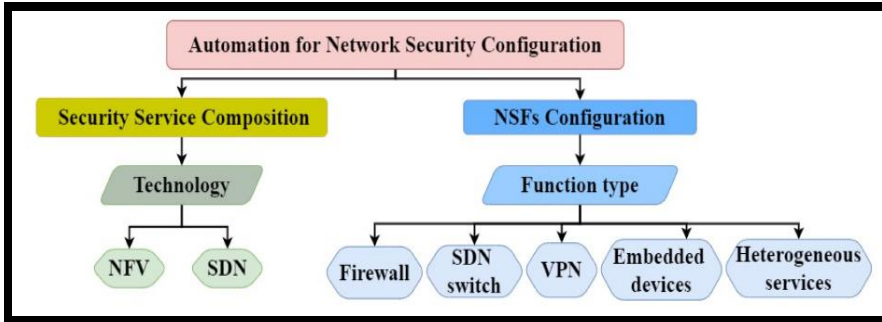 Automation for Network Security Configuration
Security Service Composition
NSFs Configuration
Technology
Function type
NFV
SDN
Firewall
SDN
switch
VPN
Embedded
devices
Heterogeneous
services